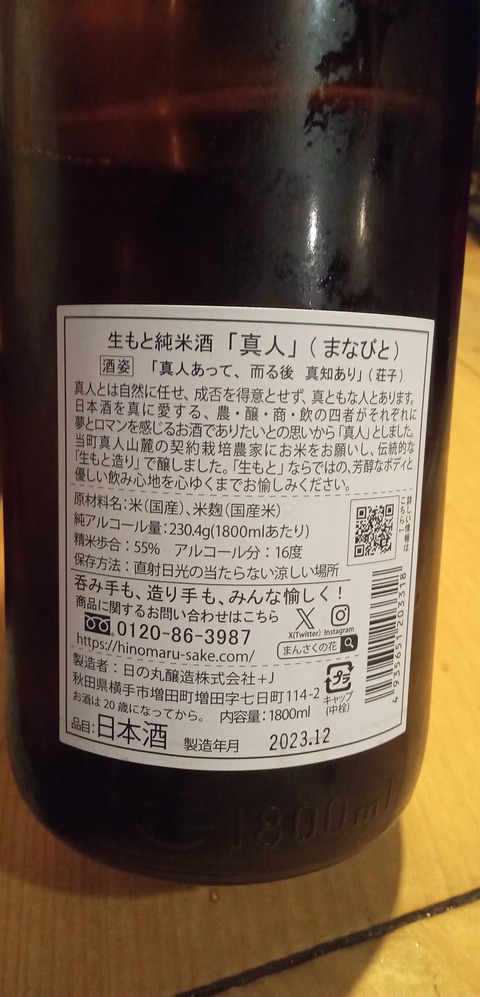 生もと純米酒「真人」(まなびと)
酒姿 「真人あって、而る後 真知あり」(荘子)
真人とは自然に任せ、成否を得意とせず、真ともな人とあります。
日本酒を真に愛する、農・醸・商・飲の四者がそれぞれに
夢とロマンを感じるお酒でありたいとの思いから「真人」としました。
当町真人山麓の契約栽培農家にお米をお願いし、伝統的な
「生もと造り」で醸しました。「生もと」ならではの、芳醇なボディと
優しい飲み心地を心ゆくまでお愉しみください。
原材料名:米(国産)、米麹(国産米)
純アルコール量:230.4g(1800mlあたり)
精米歩合:55% アルコール分:16度
保存方法:直射日光の当たらない涼しい場所
詳しい情報は
こちら!
呑み手も、造り手も、みんな愉しく!
商品に関するお問い合わせはこちら
0120-86-3987
X(Twitter) Instagram
https://hinomaru-sake.com/
まんさくの花
製造者:日の丸醸造株式会社+J
秋田県横手市増田町増田字七日町114-2
お酒は20歳になってから。 内容量:1800ml
プラ
キャップ
(中栓)
品目:日本酒 製造年月 2023.12
4 935651 203318
1800ml